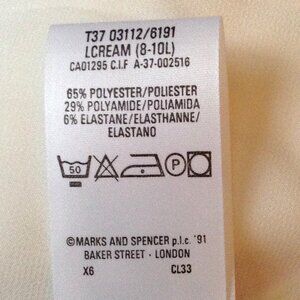 T37 03112/6191
LCREAM (8-10L)
CA01295 C.I.F A-37-002516
65% POLYESTER/POLIESTER
29% POLYAMIDE/POLIAMIDA
6% ELASTANE/ELASTHANNE/
ELASTANO
50 P
©MARKS AND SPENCER p.l.c. '91
BAKER STREET · LONDON
X6 CL33